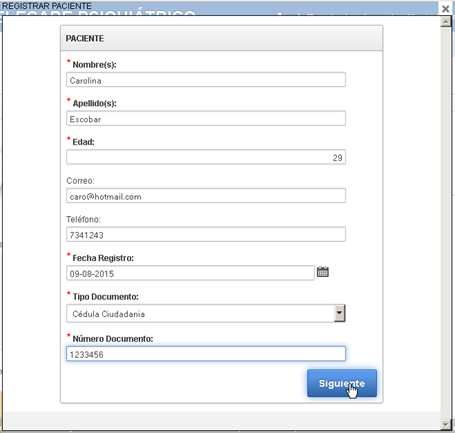 REGISTRAR PACIENTE
PSIQUIÁTRICO
PACIENTE
* Nombre(s):
Carolina
* Apellido(s):
Escobar
* Edad:
29
Correo:
caro@hotmail.com
Teléfono:
7341243
* Fecha Registro:
09-08-2015
* Tipo Documento:
Cédula Ciudadania
* Número Documento:
1233456
Siguiente